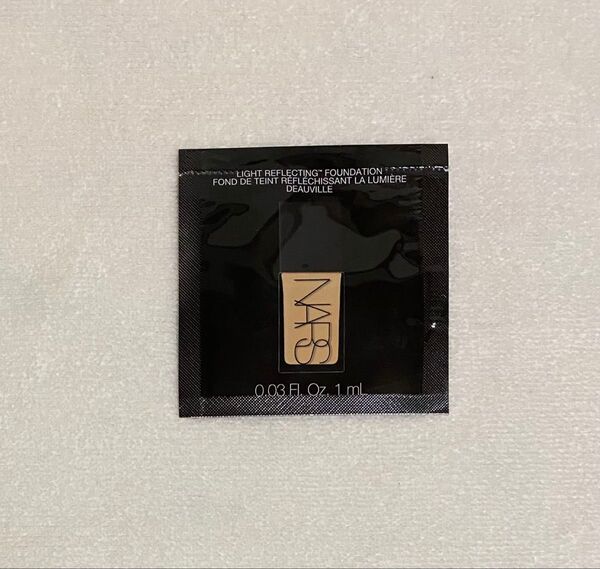 LIGHT REFLECTING™ FOUNDATION
FOND DE TEINT RÉFLÉCHISSANT LA LUMIÈRE
DEAUVILLE
NARS
0.03 Fl. Oz. 1 mL